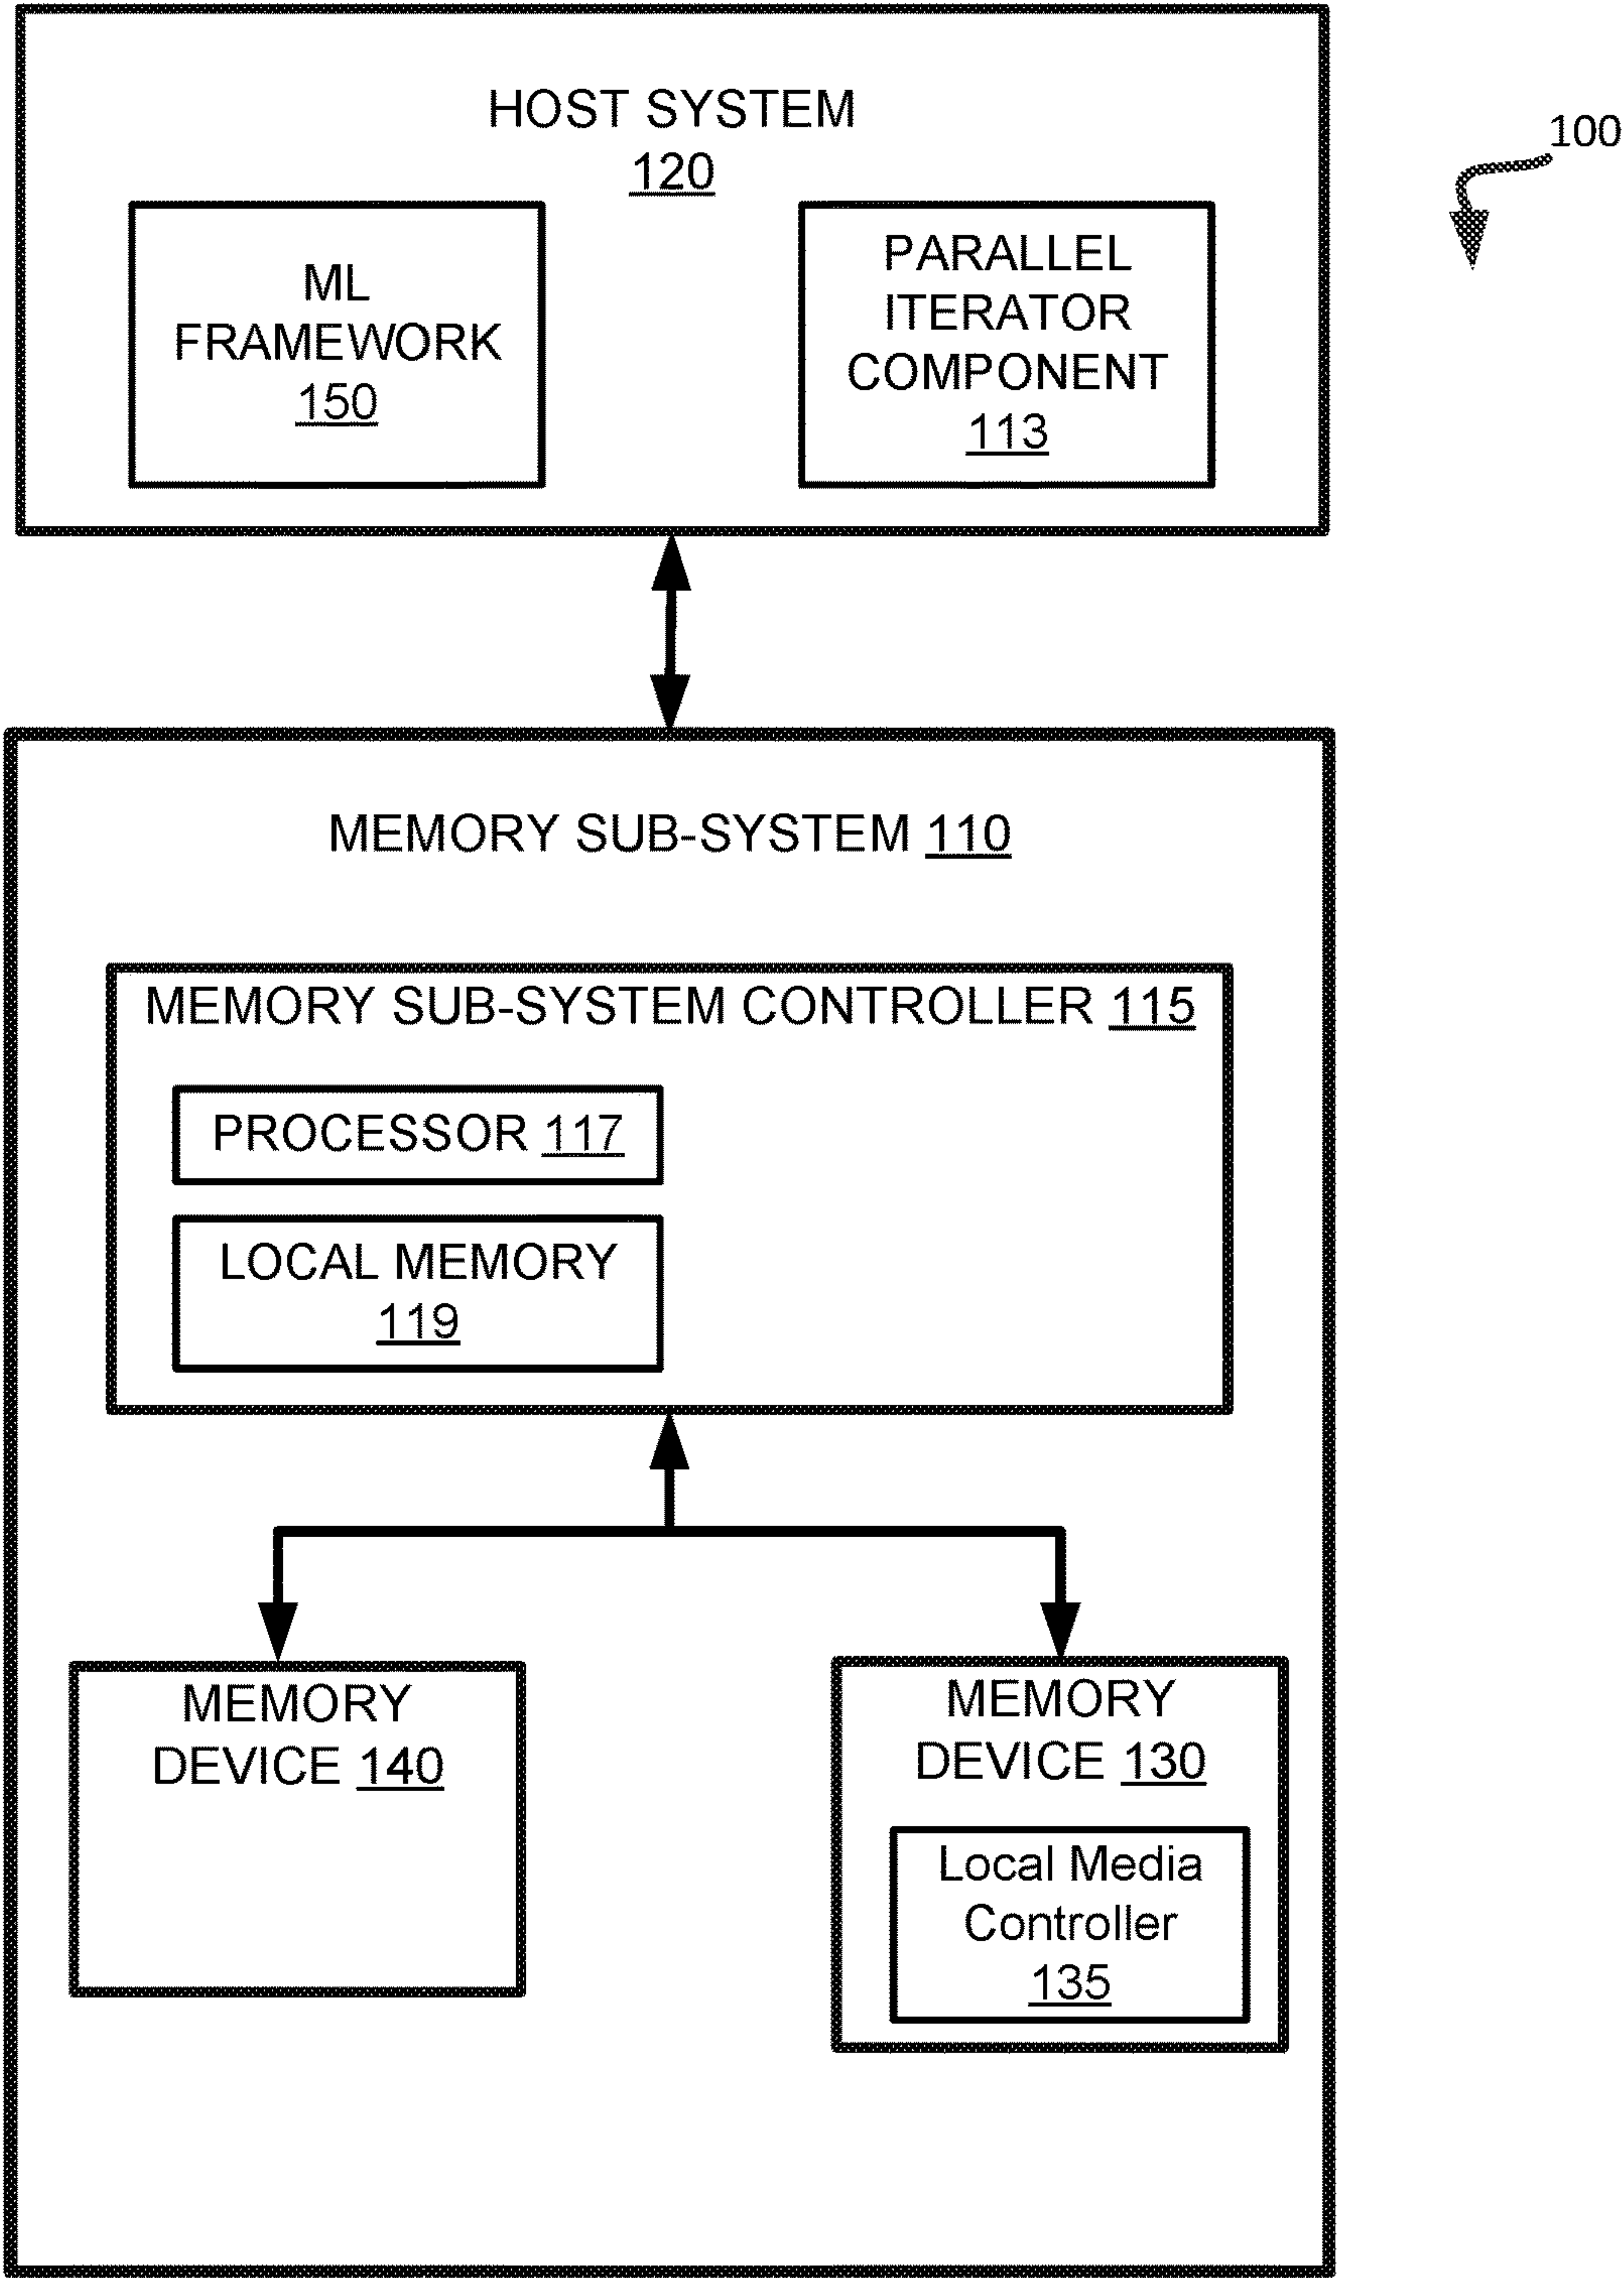 HOST SYSTEM
120
100
ML
FRAMEWORK
150
PARALLEL
ITERATOR
COMPONENT
113
MEMORY SUB-SYSTEM 110
MEMORY SUB-SYSTEM CONTROLLER 115
PROCESSOR 117
LOCAL MEMORY
119
MEMORY
DEVICE 140
MEMORY
DEVICE 130
Local Media
Controller
135